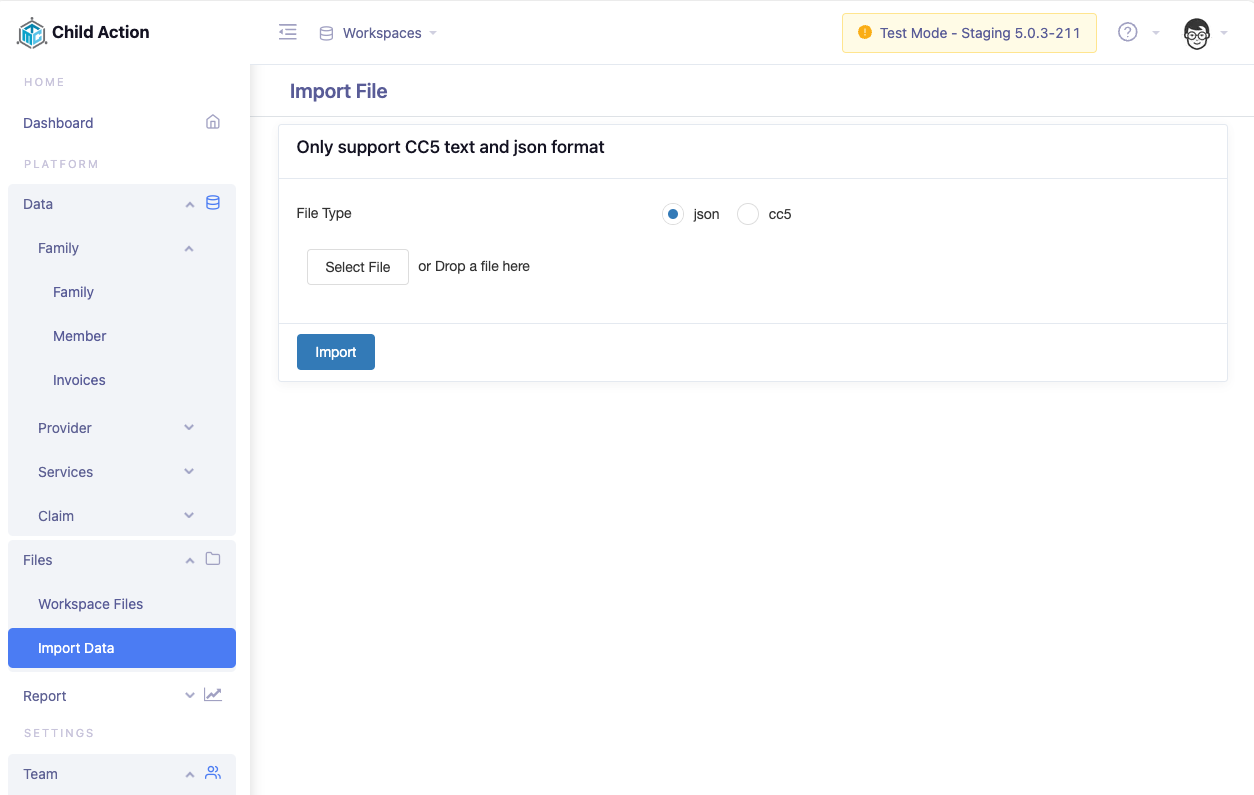 Child Action
Workspaces
Test Mode - Staging 5.0.3-211
HOME
Dashboard
PLATFORM
Data
Family
Family
Member
Invoices
Provider
Services
Claim
Files
Workspace Files
Import Data
Report
SETTINGS
Team
Import File
Only support CC5 text and json format
File Type
json cc5
Select File or Drop a file here
Import